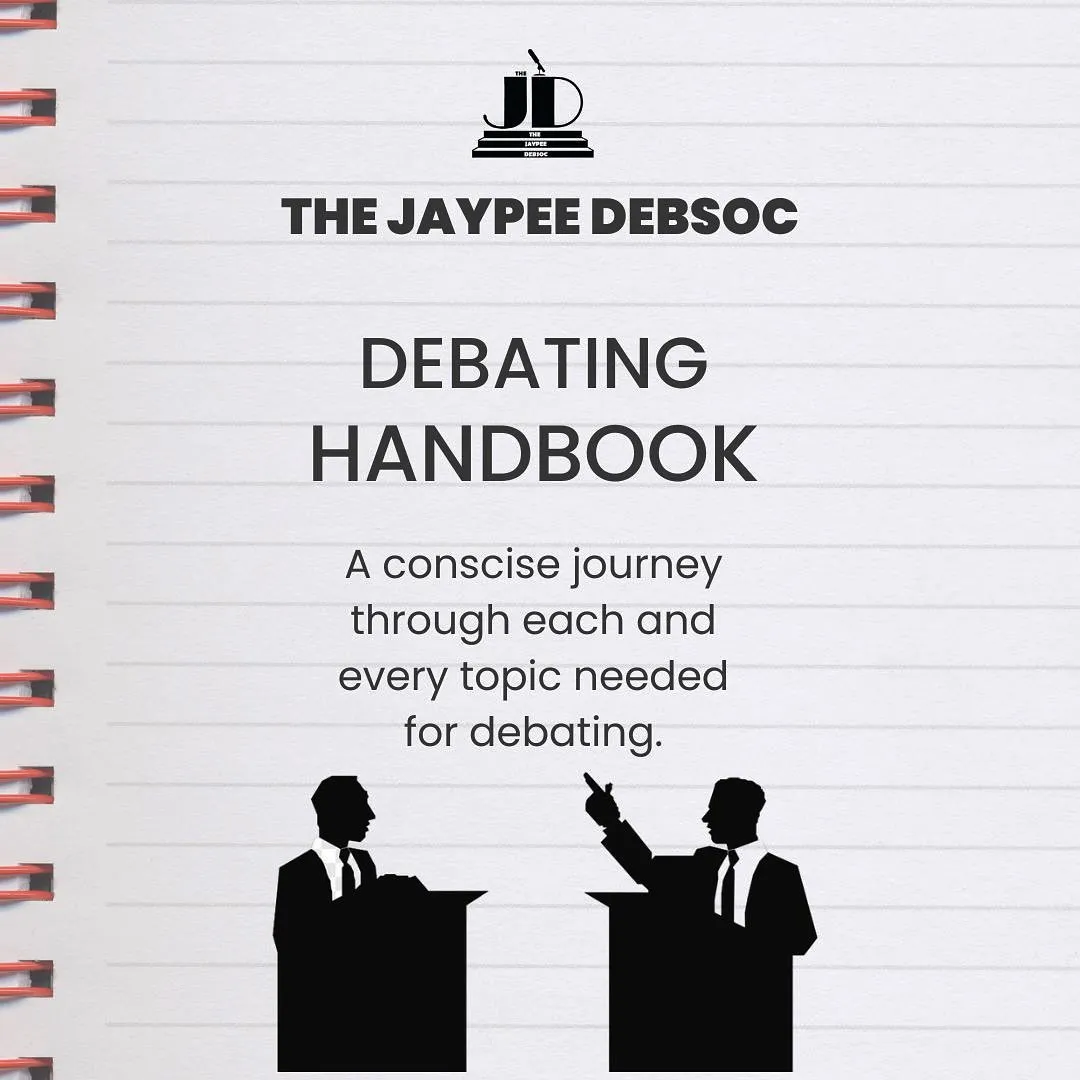 THE
JD
THE
JAYPEE
DEBSOC
THE JAYPEE DEBSOC
DEBATING
HANDBOOK
A conscise journey
through each and
every topic needed
for debating.